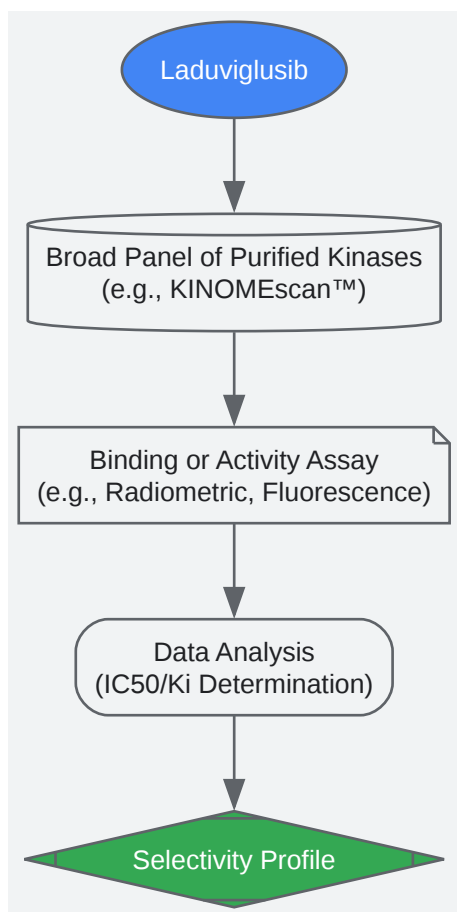 Laduviglusib
Broad Panel of Purified Kinases
(e.g., KINOMEscan™)
Binding or Activity Assay
(e.g., Radiometric, Fluorescence)
Data Analysis
(IC50/Ki Determination)
Selectivity Profile